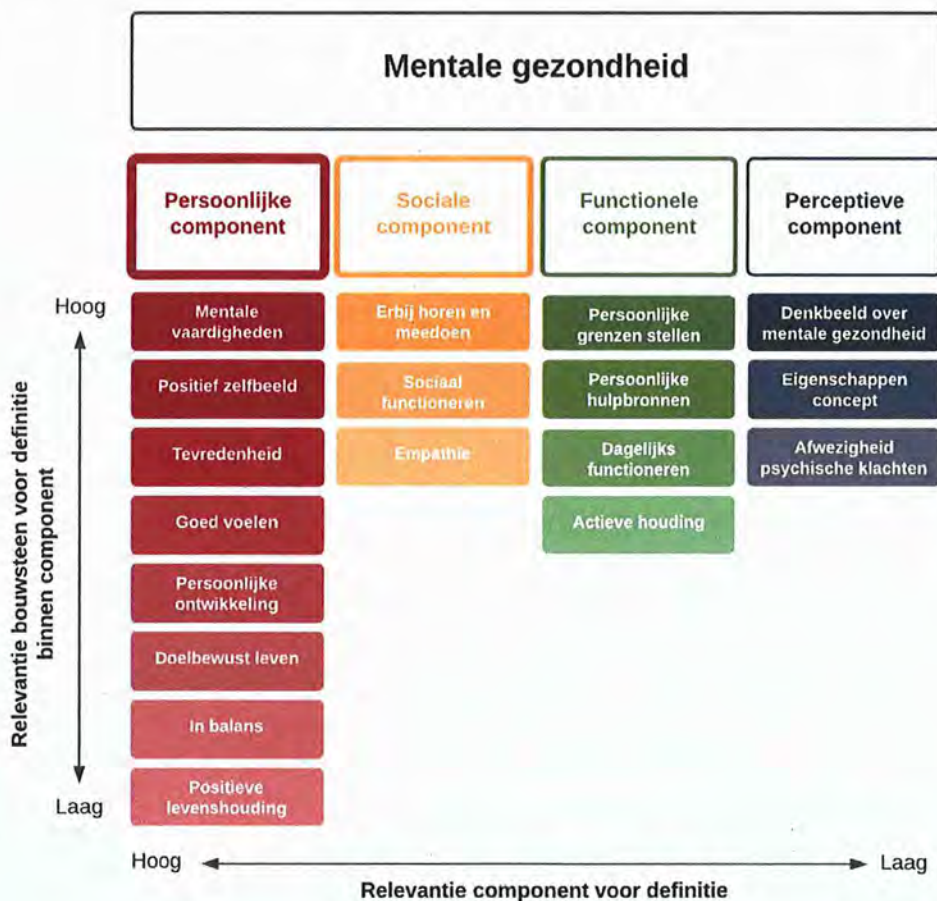 Mentale gezondheid
Persoonlijke
component
Sociale
component
Functionele
component
Perceptieve
component
Hoog
Relevantie bouwsteen voor definitie
binnen component
Laag
Mentale
vaardigheden
Positief zelfbeeld
Tevredenheid
Goed voelen
Persoonlijke
ontwikkeling
Doelbewust leven
In balans
Positieve
levenshouding
Erbij horen en
meedoen
Sociaal
functioneren
Empathie
Persoonlijke
grenzen stellen
Persoonlijke
hulpbronnen
Dagelijks
functioneren
Actieve houding
Denkbeeld over
mentale gezondheid
Eigenschappen
concept
Afwezigheid
psychische klachten
Hoog
Laag
Relevantie component voor definitie